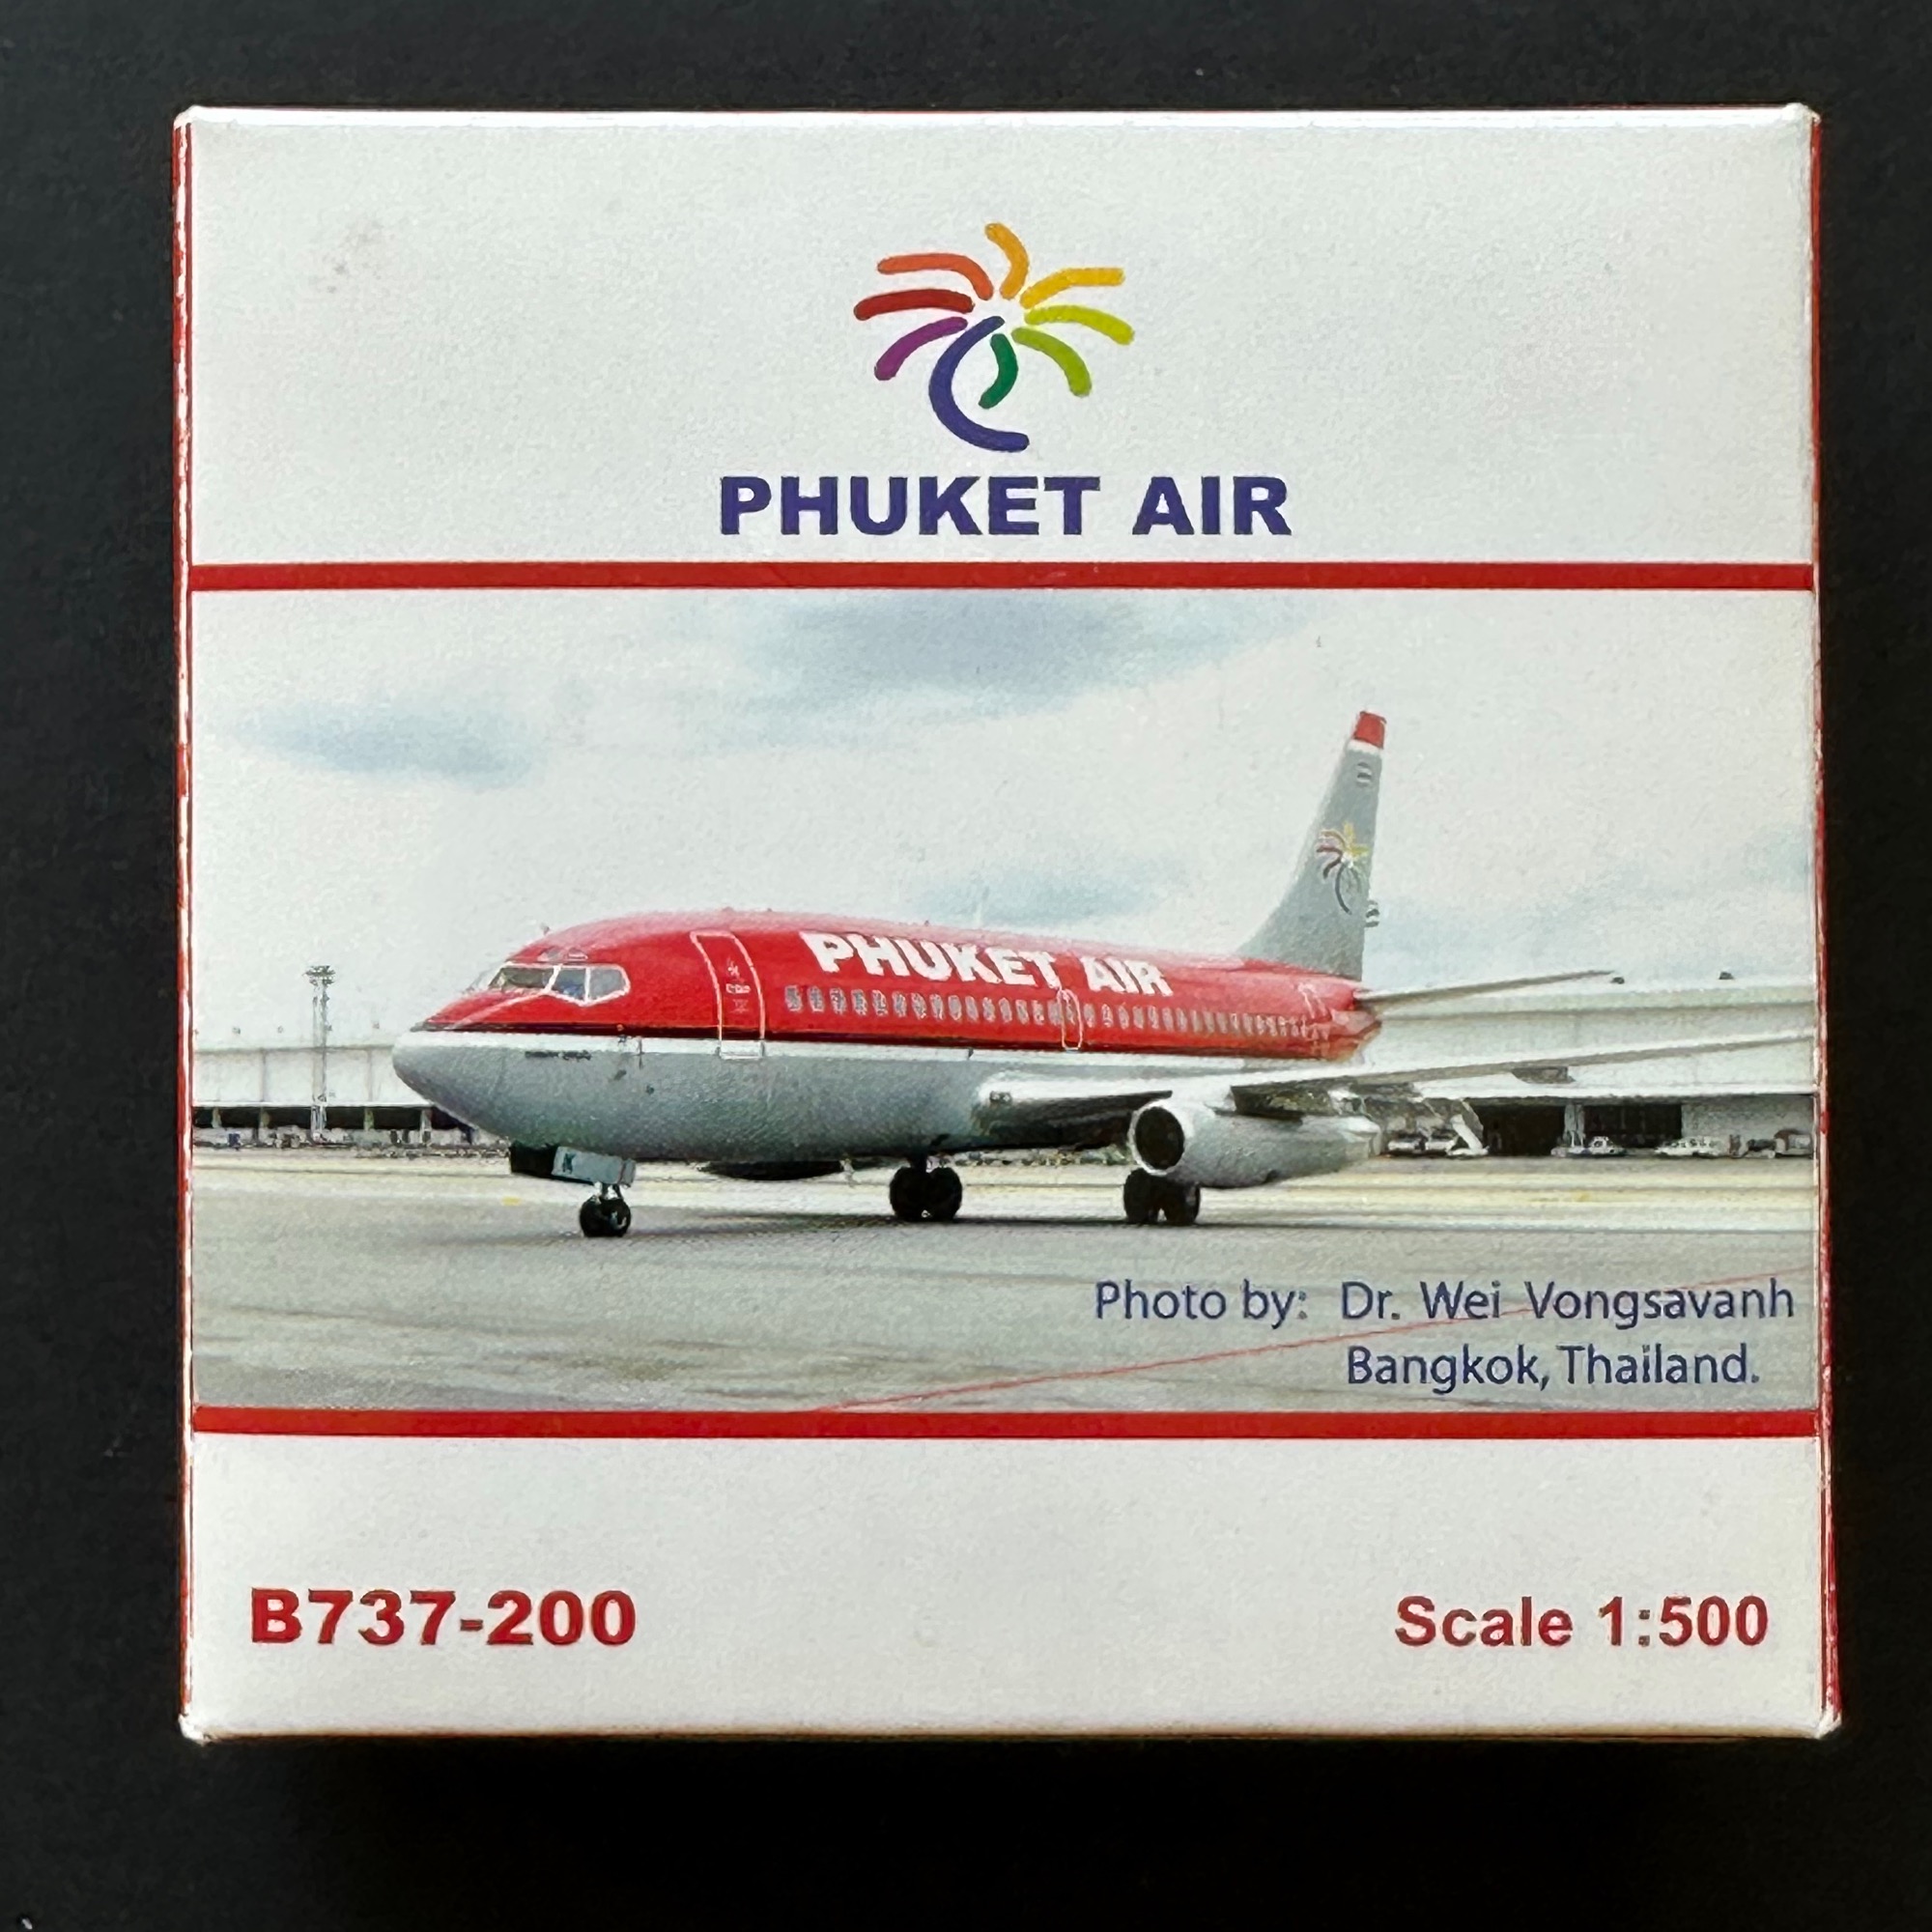 PHUKET AIR
PHUKET AIR
Photo by: Dr. Wei Vongsavanh
Bangkok, Thailand.
B737-200
Scale 1:500